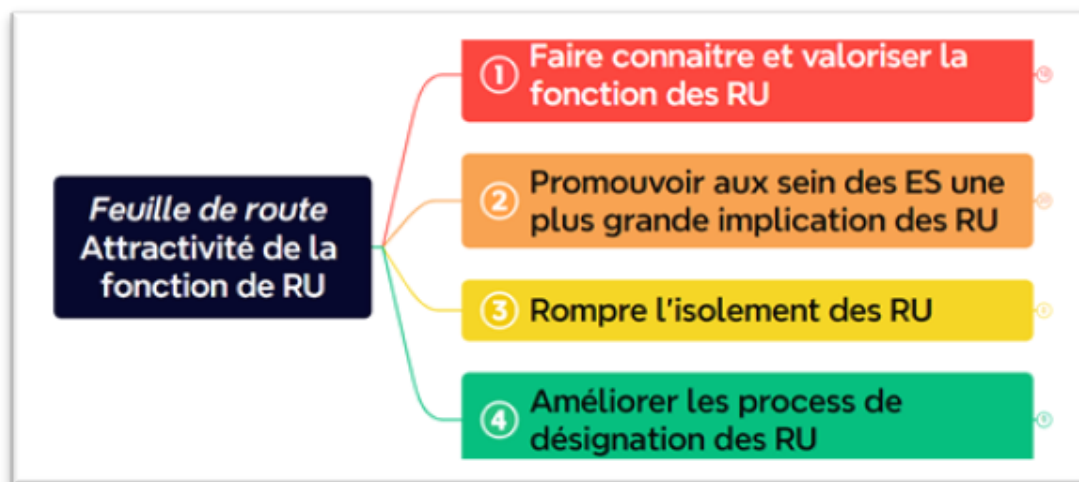 Feuille de route
Attractivité de la
fonction de RU
① Faire connaitre et valoriser la
fonction des RU
② Promouvoir aux sein des ES une
plus grande implication des RU
③ Rompre l'isolement des RU
④ Améliorer les process de
désignation des RU